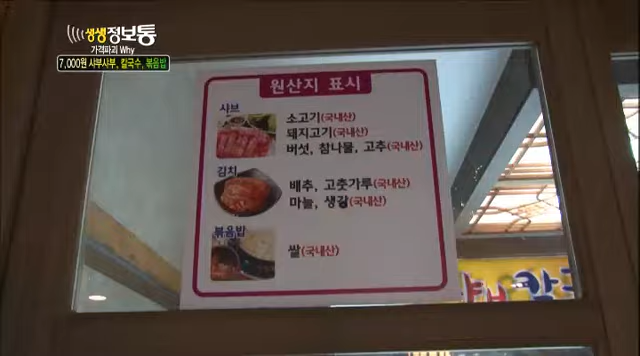 생생정보통
가격파괴 Why
7,000원 샤부샤부, 칼국수, 볶음밥
원산지 표시
샤브
소고기(국내산)
돼지고기(국내산)
버섯, 참나물, 고추(국내산)
김치
배추, 고춧가루(국내산)
마늘, 생강(국내산)
볶음밥
쌀(국내산)